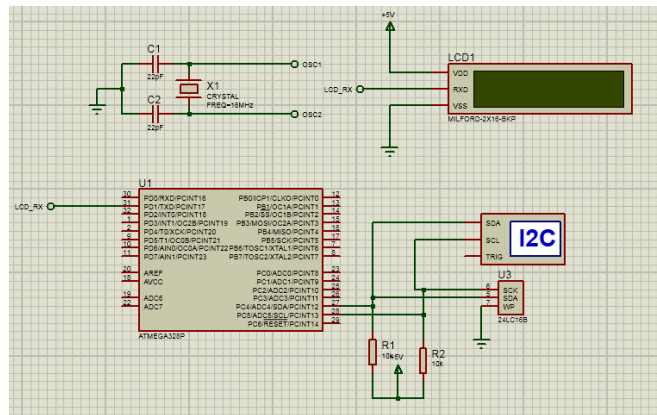 +5V
C1
22pF
OSC1
X1
CRYSTAL
FREQ=16MHz
C2
22pF
OSC2
LCD1
VDD
LCD_RX
RXD
VSS
MILFORD-2X16-BKP
U1
LCD_RX
30 PD0/RXD/PCINT16 PB0/ICP1/CLKO/PCINT0 12
31 PD1/TXD/PCINT17 PB1/OC1A/PCINT1 13
32 PD2/INT0/PCINT18 PB2/SS/OC1B/PCINT2 14
1 PD3/INT1/OC2B/PCINT19 PB3/MOSI/OC2A/PCINT3 15
2 PD4/T0/XCK/PCINT20 PB4/MISO/PCINT4 16
9 PD5/T1/OC0B/PCINT21 PB5/SCK/PCINT5 17
10 PD6/AIN0/OC0A/PCINT22 PB6/TOSC1/XTAL1/PCINT6 7
11 PD7/AIN1/PCINT23 PB7/TOSC2/XTAL2/PCINT7 8
20 AREF PC0/ADC0/PCINT8 23
18 AVCC PC1/ADC1/PCINT9 24
PC2/ADC2/PCINT10 25
19 ADC6 PC3/ADC3/PCINT11 26
22 ADC7 PC4/ADC4/SDA/PCINT12 27
PC5/ADC5/SCL/PCINT13 28
PC6/RESET/PCINT14 29
ATMEGA328P
SDA
SCL
TRIG
I2C
U3
6 SCK
5 SDA
7 WP
24LC16B
R1
10k
+5V
R2
10k